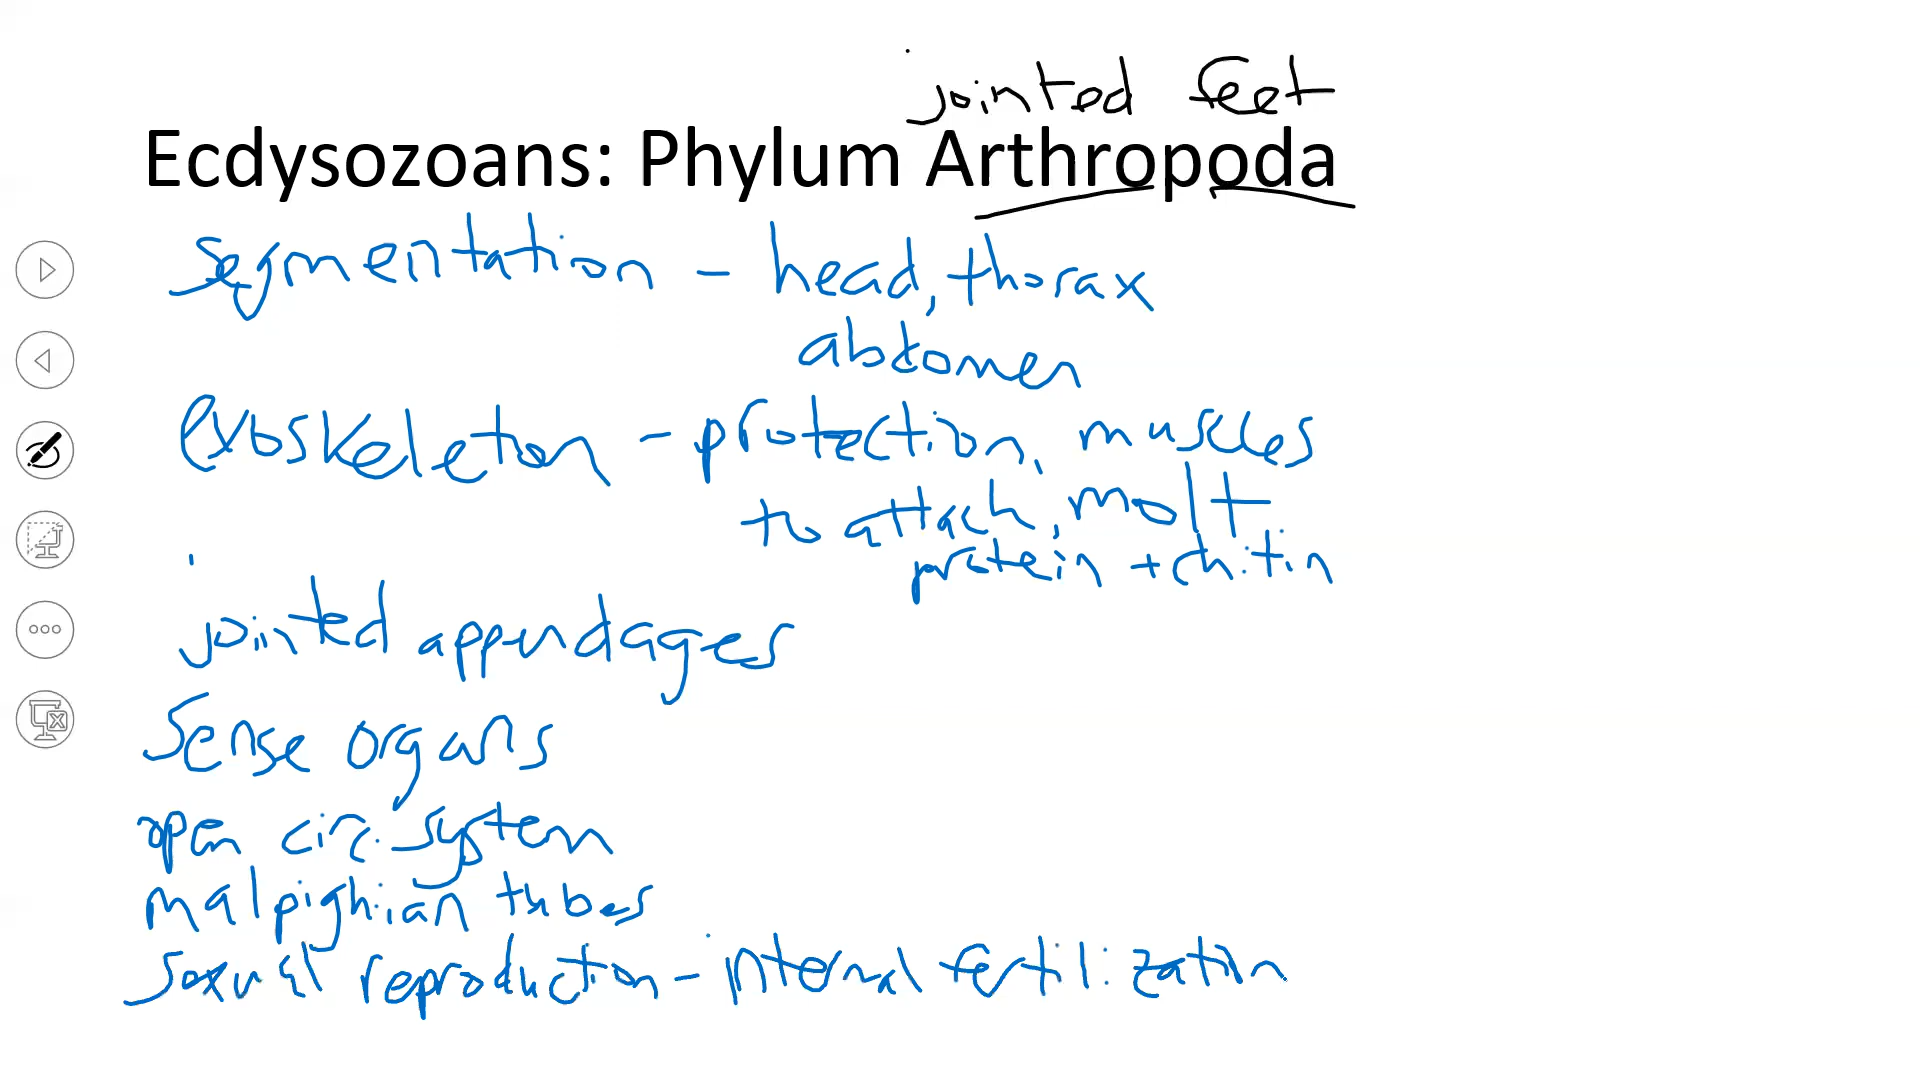 jointed feet
Ecdysozoans: Phylum Arthropoda
segmentation - head, thorax
abdomen
exoskeleton - protection, muscles
to attach, molt
protein + chitin
jointed appendages
Sense organs
open circ. system
malpighian tubes
sexual reproduction - internal fertilization